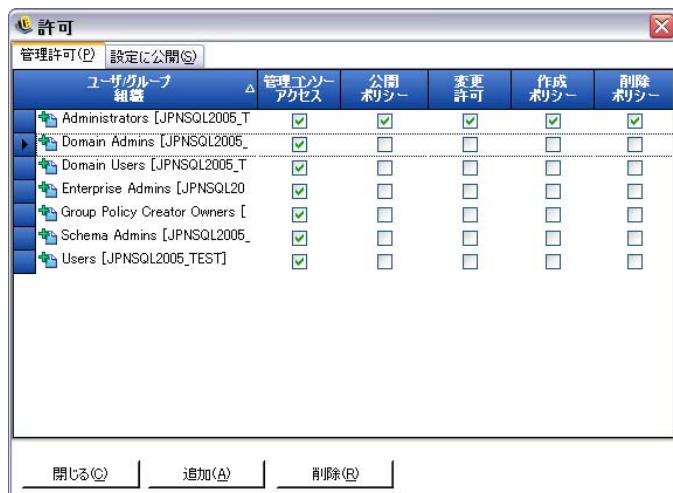 許可
管理許可(P) 設定に公開(S)
ユーザ/グループ 組織 管理コンソー アクセス 公開 ポリシー 変更 許可 作成 ポリシー 削除 ポリシー
Administrators [JPNSQL2005_T
Domain Admins [JPNSQL2005_
Domain Users [JPNSQL2005_T
Enterprise Admins [JPNSQL20
Group Policy Creator Owners [
Schema Admins [JPNSQL2005_
Users [JPNSQL2005_TEST]
閉じる(C) 追加(A) 削除(R)